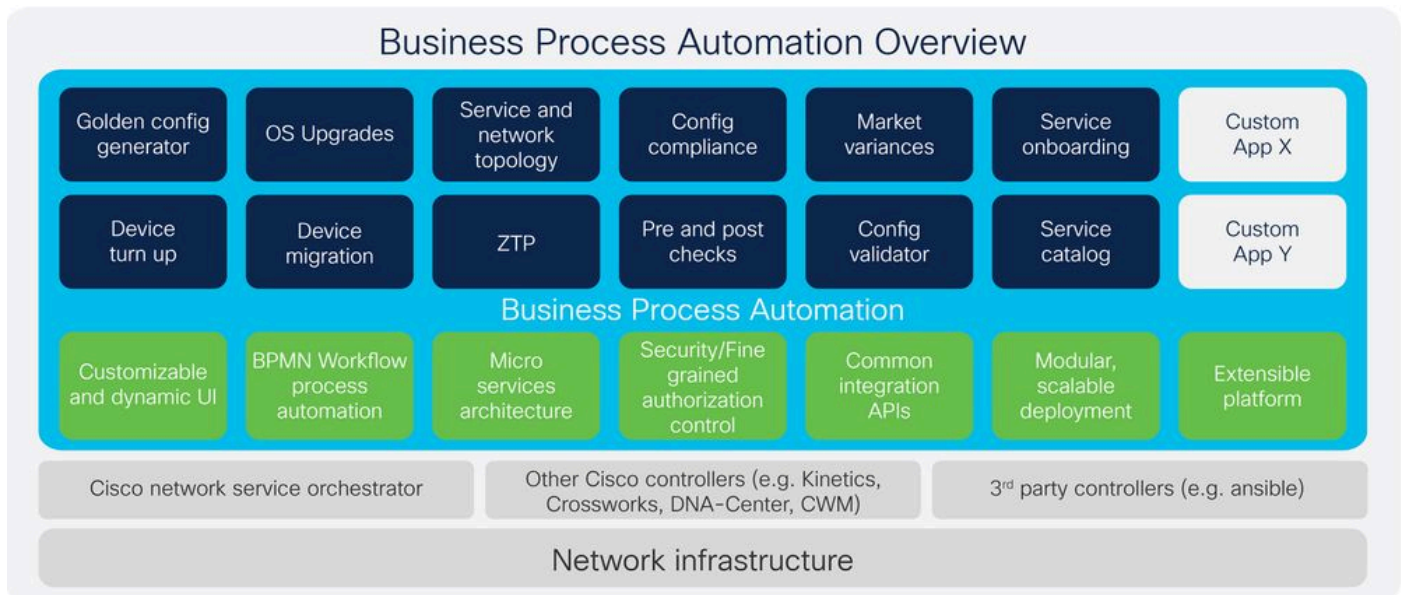 Business Process Automation Overview
Golden config
generator
OS Upgrades
Service and
network
topology
Config
compliance
Market
variances
Service
onboarding
Custom
App X
Device
turn up
Device
migration
ZTP
Pre and post
checks
Config
validator
Service
catalog
Custom
App Y
Business Process Automation
Customizable
and dynamic UI
BPMN Workflow
process
automation
Micro
services
architecture
Security/Fine
grained
authorization
control
Common
integration
APIs
Modular,
scalable
deployment
Extensible
platform
Cisco network service orchestrator
Other Cisco controllers (e.g. Kinetics,
Crossworks, DNA-Center, CWM)
3rd party controllers (e.g. ansible)
Network infrastructure